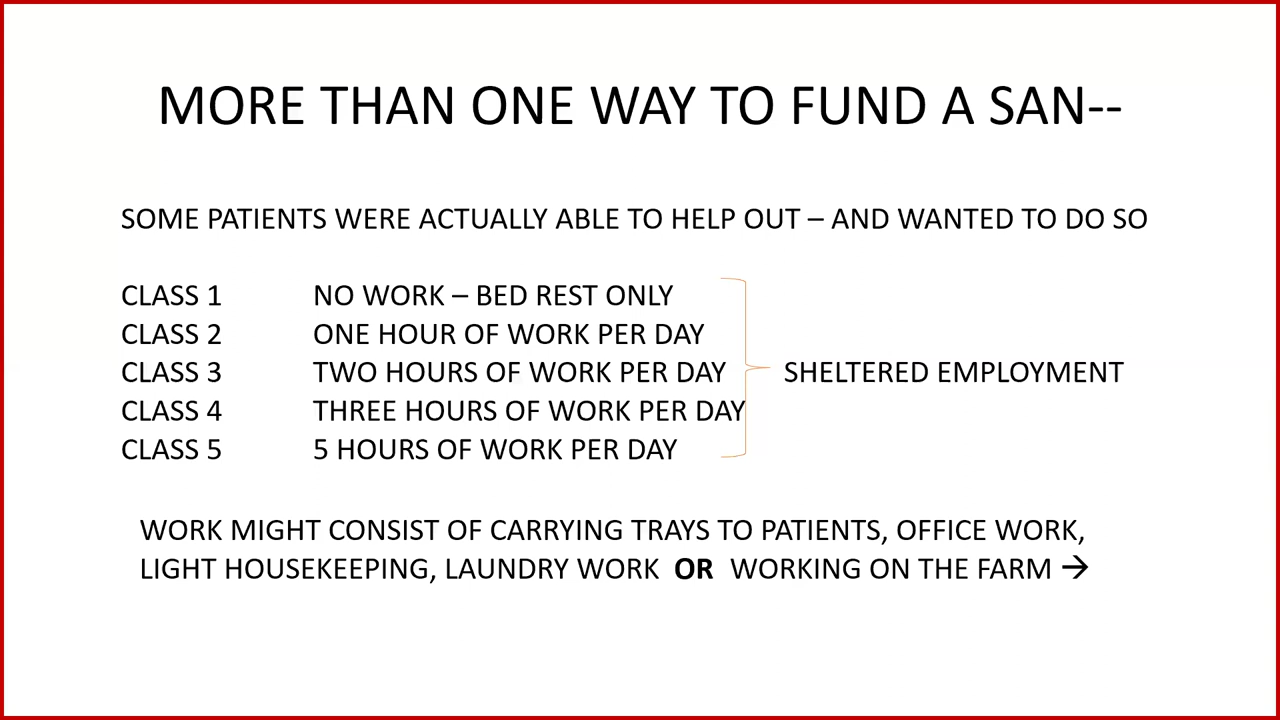 MORE THAN ONE WAY TO FUND A SAN--
SOME PATIENTS WERE ACTUALLY ABLE TO HELP OUT – AND WANTED TO DO SO
CLASS 1 NO WORK – BED REST ONLY
CLASS 2 ONE HOUR OF WORK PER DAY
CLASS 3 TWO HOURS OF WORK PER DAY SHELTERED EMPLOYMENT
CLASS 4 THREE HOURS OF WORK PER DAY
CLASS 5 5 HOURS OF WORK PER DAY
WORK MIGHT CONSIST OF CARRYING TRAYS TO PATIENTS, OFFICE WORK,
LIGHT HOUSEKEEPING, LAUNDRY WORK OR WORKING ON THE FARM →